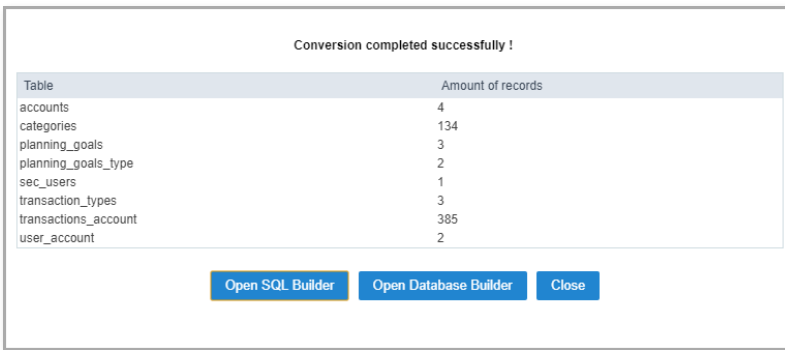 Conversion completed successfully !
Table Amount of records
accounts 4
categories 134
planning_goals 3
planning_goals_type 2
sec_users 1
transaction_types 3
transactions_account 385
user_account 2
Open SQL Builder Open Database Builder Close